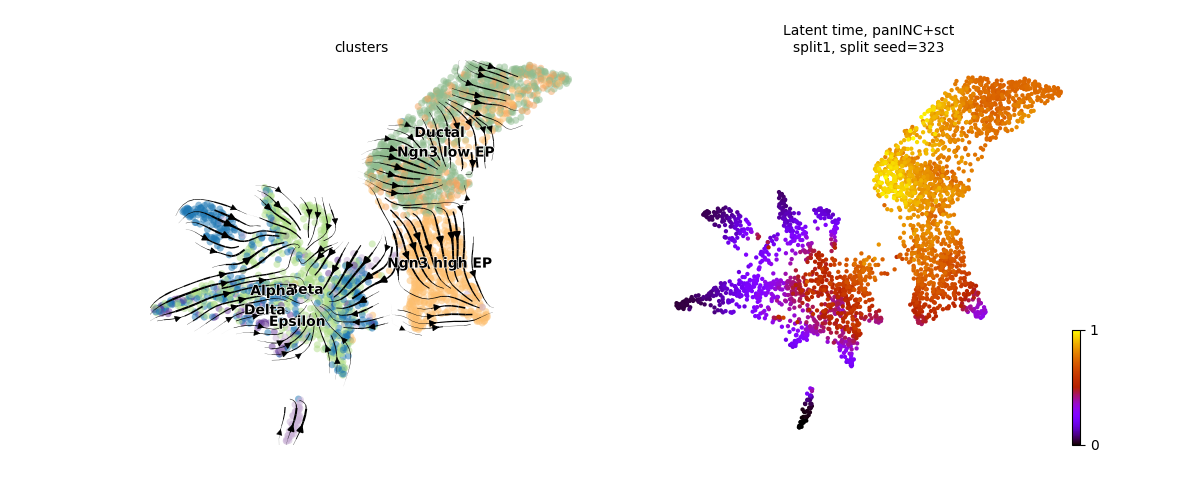 clusters
Latent time, panINC+sct
split1, split seed=323
Ductal
Ngn3 low EP
Ngn3 high EP
Alpha
Beta
Delta
Epsilon
1
0